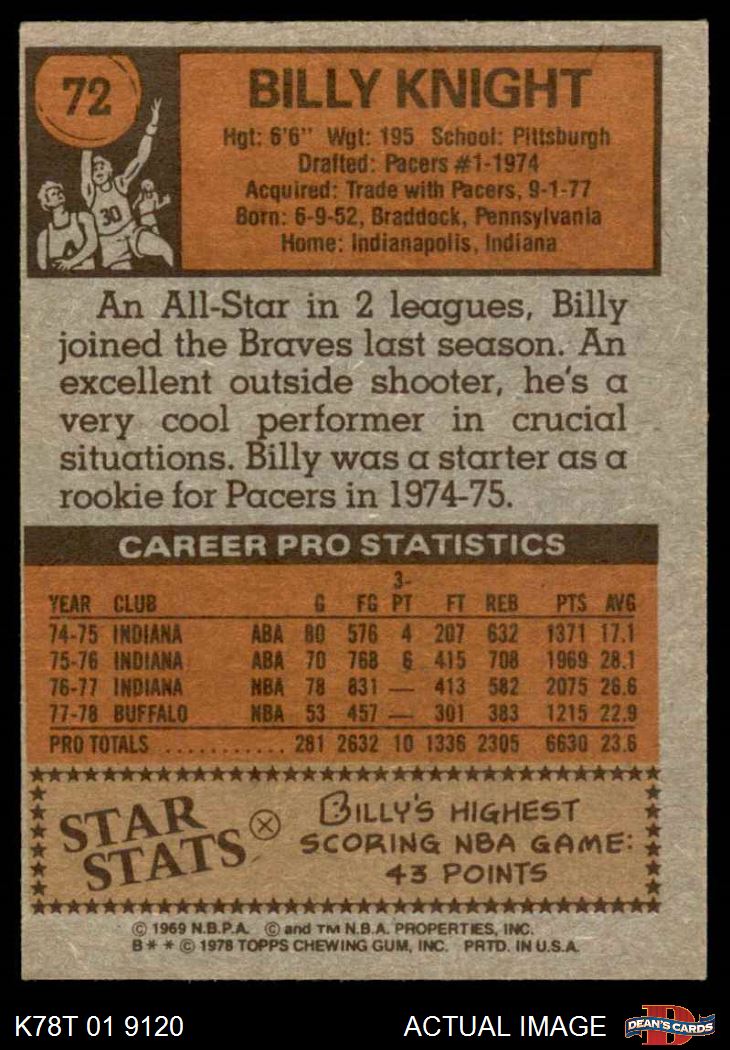 72
BILLY KNIGHT
Hgt: 6'6" Wgt: 195 School: Pittsburgh
Drafted: Pacers #1-1974
Acquired: Trade with Pacers, 9-1-77
Born: 6-9-52, Braddock, Pennsylvania
Home: Indianapolis, Indiana
30
An All-Star in 2 leagues, Billy
joined the Braves last season. An
excellent outside shooter, he's a
very cool performer in crucial
situations. Billy was a starter as a
rookie for Pacers in 1974-75.
CAREER PRO STATISTICS
YEAR CLUB G FG 3-PT FT REB PTS AVG
74-75 INDIANA ABA 80 576 4 207 632 1371 17.1
75-76 INDIANA ABA 70 768 6 415 708 1969 28.1
76-77 INDIANA NBA 78 831 — 413 582 2075 26.6
77-78 BUFFALO NBA 53 457 — 301 383 1215 22.9
PRO TOTALS ........... 281 2632 10 1336 2305 6630 23.6
STAR STATS
BILLY'S HIGHEST
SCORING NBA GAME:
43 POINTS
© 1969 N.B.P.A. © and TM N.B.A. PROPERTIES, INC.
B * * © 1978 TOPPS CHEWING GUM, INC. PRTD. IN U.S.A.
K78T 01 9120 ACTUAL IMAGE
D
DEAN'S CARDS